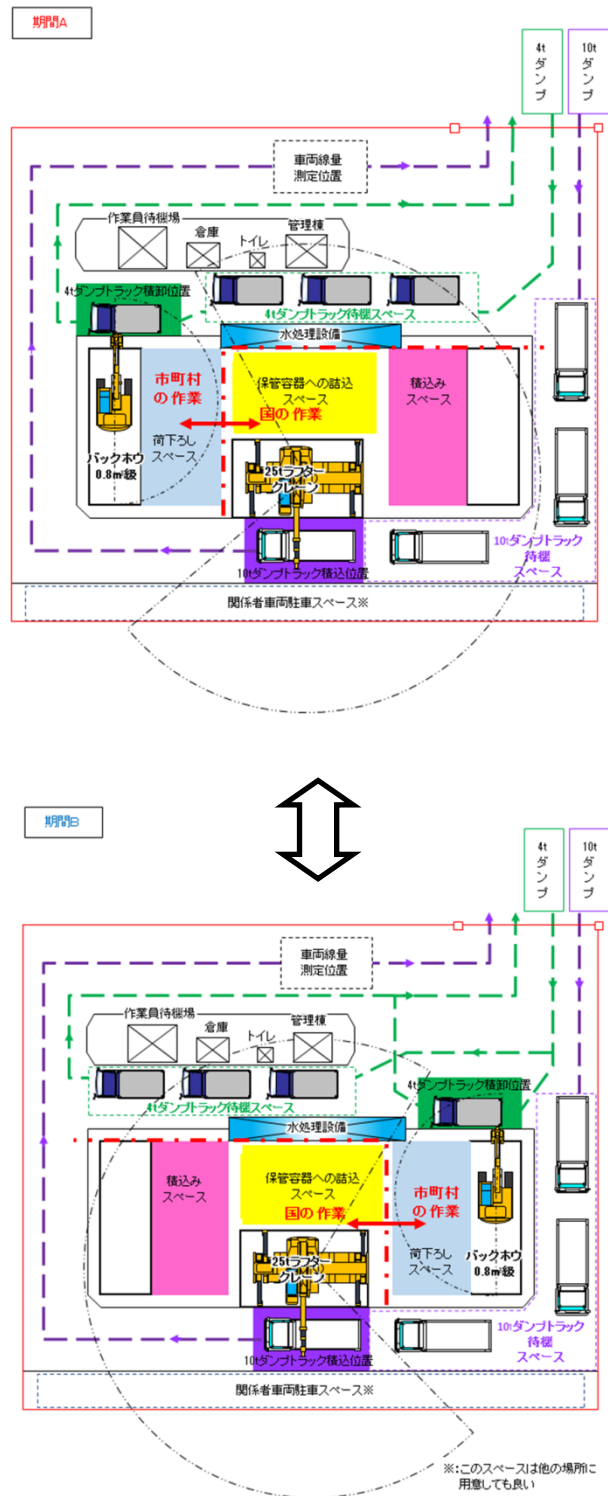 期間A
4t
ダンプ
10t
ダンプ
車両線量
測定位置
作業員待機場
倉庫
トイレ
管理棟
4tダンプトラック積卸位置
4tダンプトラック待機スペース
水処理設備
市町村
の作業
保管容器への詰込
スペース
国の作業
積込み
スペース
荷下ろし
スペース
バックホウ
0.8㎥級
25tラフター
クレーン
10tダンプトラック
待機
スペース
10tダンプトラック積込位置
関係者車両駐車スペース※
期間B
4t
ダンプ
10t
ダンプ
車両線量
測定位置
作業員待機場
倉庫
トイレ
管理棟
4tダンプトラック積卸位置
4tダンプトラック待機スペース
水処理設備
積込み
スペース
保管容器への詰込
スペース
国の作業
市町村
の作業
荷下ろし
スペース
バックホウ
0.8㎥級
25tラフター
クレーン
10tダンプトラック
待機
スペース
10tダンプトラック積込位置
関係者車両駐車スペース※
※:このスペースは他の場所に
用意しても良い